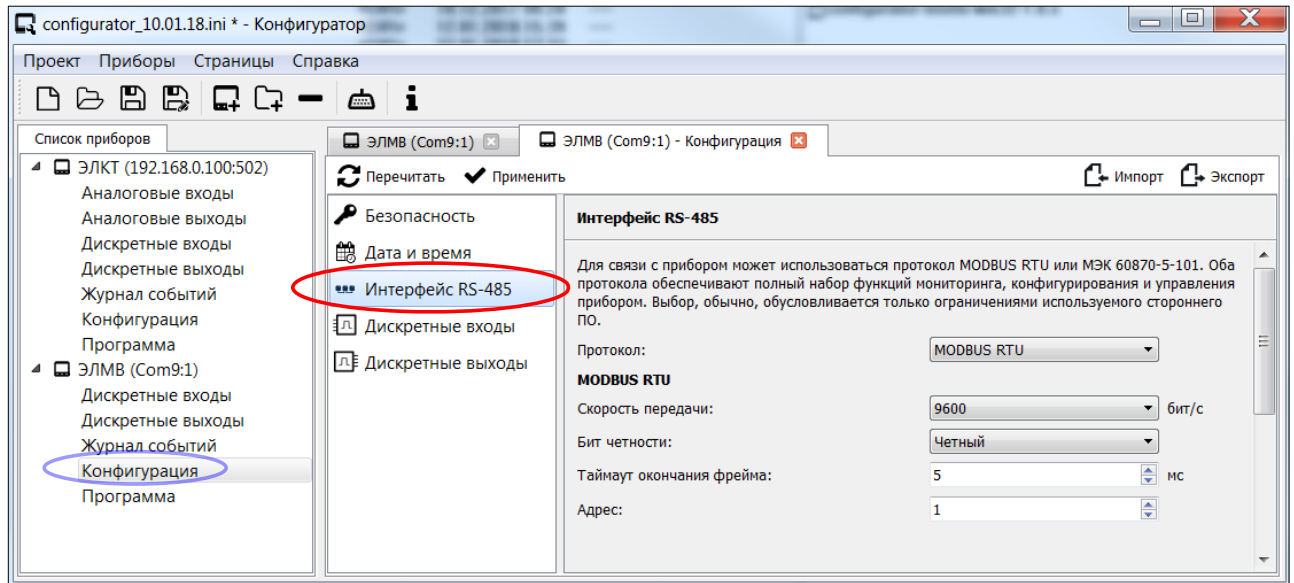 configurator_10.01.18.ini * - Конфигуратор
Проект Приборы Страницы Справка
Список приборов
ЭЛКТ (192.168.0.100:502)
Аналоговые входы
Аналоговые выходы
Дискретные входы
Дискретные выходы
Журнал событий
Конфигурация
Программа
ЭЛМВ (Com9:1)
Дискретные входы
Дискретные выходы
Журнал событий
Конфигурация
Программа
ЭЛМВ (Com9:1) ЭЛМВ (Com9:1) - Конфигурация
Перечитать Применить Импорт Экспорт
Безопасность
Дата и время
Интерфейс RS-485
Дискретные входы
Дискретные выходы
Интерфейс RS-485
Для связи с прибором может использоваться протокол MODBUS RTU или МЭК 60870-5-101. Оба
протокола обеспечивают полный набор функций мониторинга, конфигурирования и управления
прибором. Выбор, обычно, обусловливается только ограничениями используемого стороннего
ПО.
Протокол: MODBUS RTU
MODBUS RTU
Скорость передачи: 9600 бит/с
Бит четности: Четный
Таймаут окончания фрейма: 5 мс
Адрес: 1